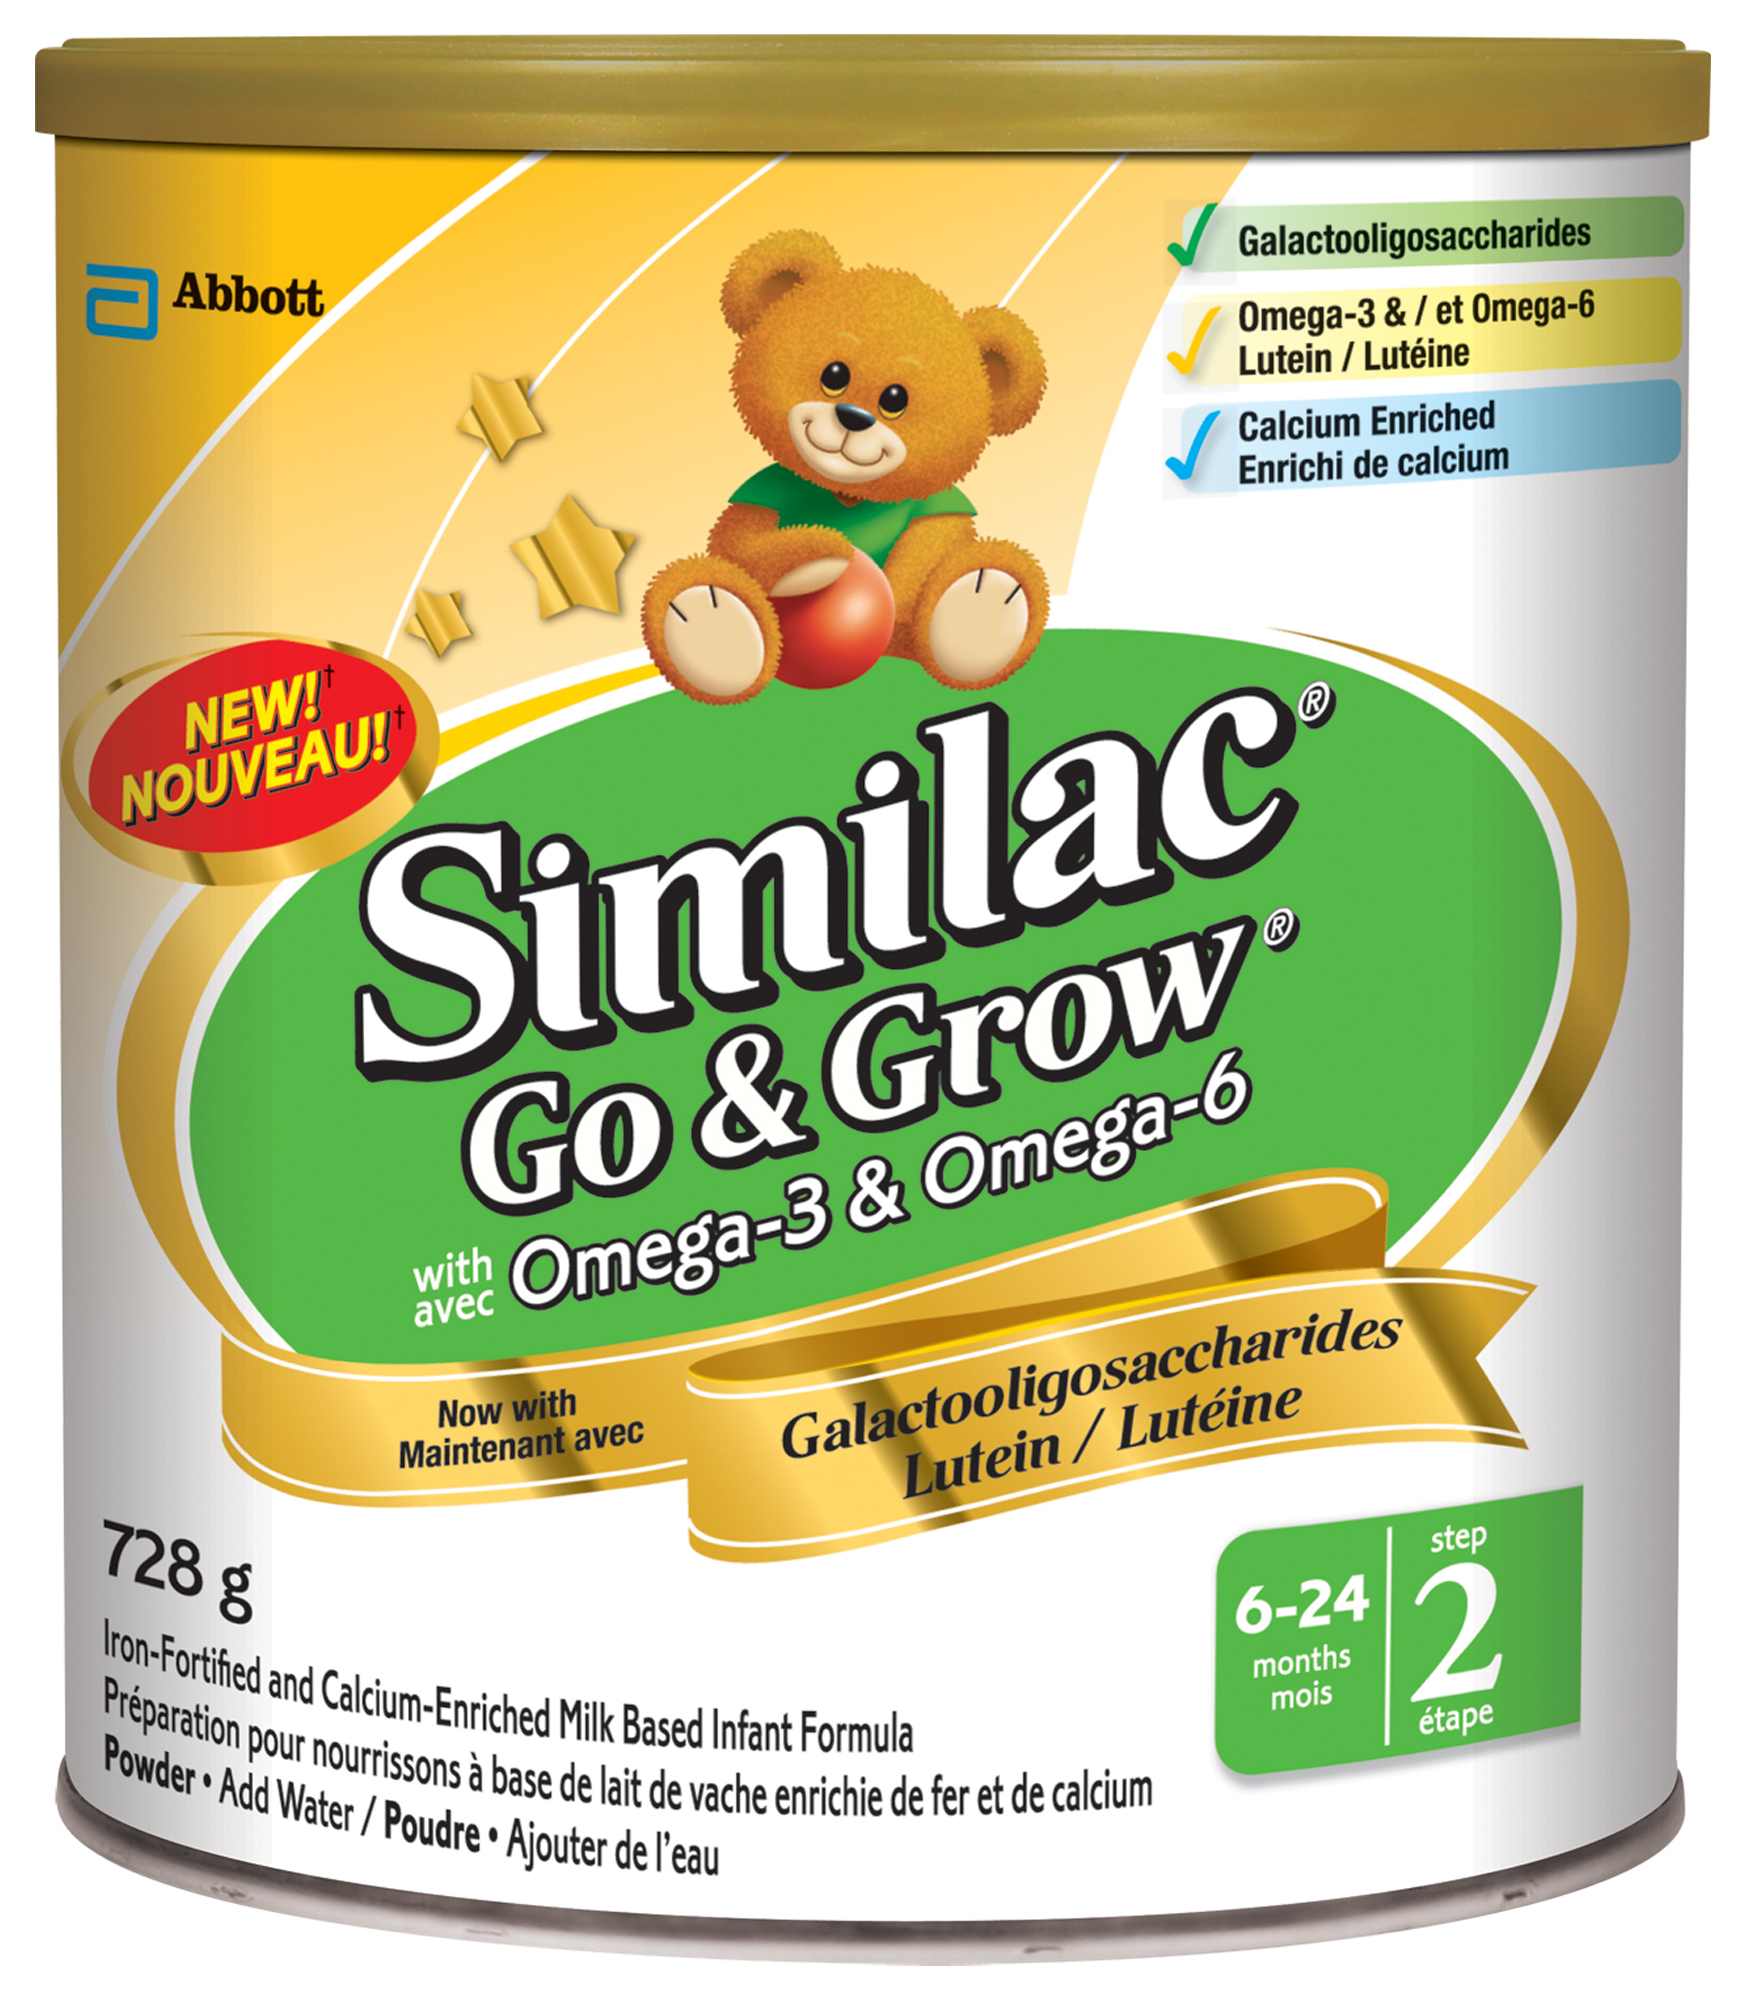 Abbott
Galactooligosaccharides
Omega-3 & / et Omega-6
Lutein / Lutéine
Calcium Enriched
Enrichi de calcium
NEW!†
NOUVEAU!†
Similac®
Go & Grow®
with
avec
Omega-3 & Omega-6
Now with
Maintenant avec
Galactooligosaccharides
Lutein / Lutéine
728 g
Iron-Fortified and Calcium-Enriched Milk Based Infant Formula
Préparation pour nourrissons à base de lait de vache enrichie de fer et de calcium
Powder • Add Water / Poudre • Ajouter de l'eau
6-24
months
mois
step
2
étape